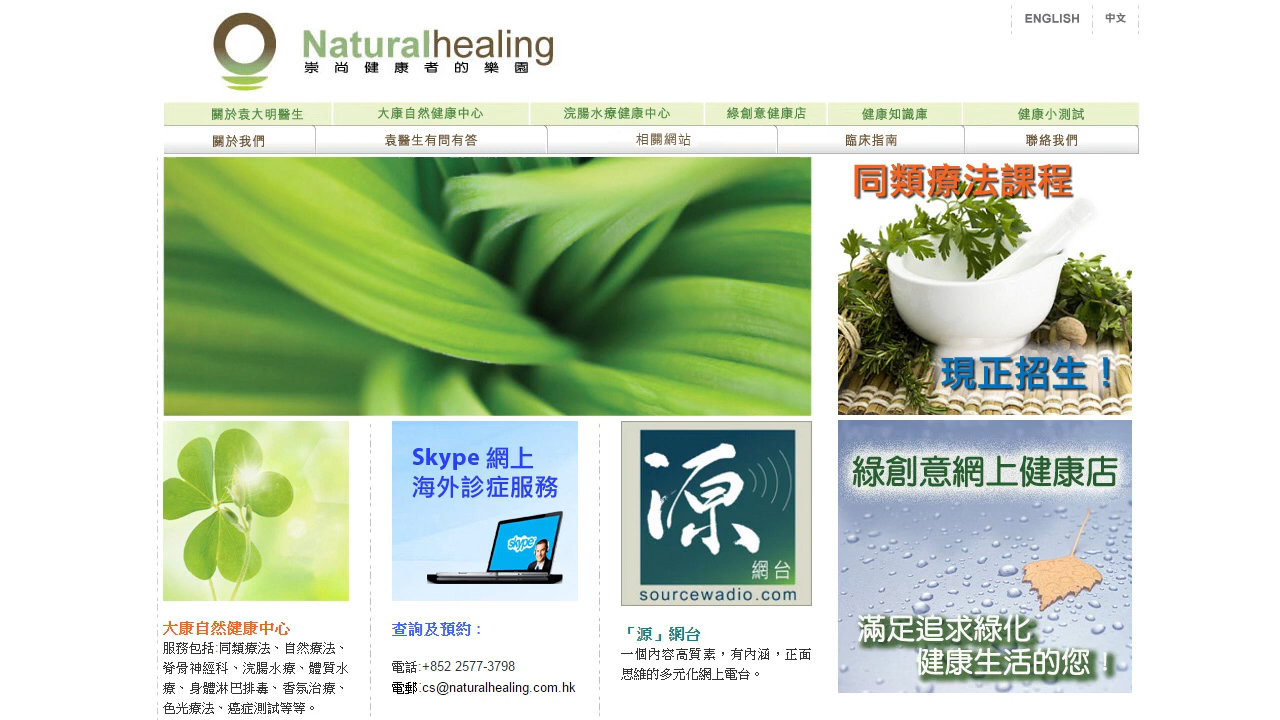 ENGLISH 中文
Naturalhealing
崇尚健康者的樂園
關於袁大明醫生 大康自然健康中心 浣腸水療健康中心 綠創意健康店 健康知識庫 健康小測試
關於我們 袁醫生有問有答 相關網站 臨床指南 聯絡我們
同類療法課程
現正招生！
Skype 網上
海外診症服務
skype
源
網台
sourcewadio.com
綠創意網上健康店
滿足追求綠化
健康生活的您！
大康自然健康中心
服務包括:同類療法、自然療法、
脊骨神經科、浣腸水療、體質水
療、身體淋巴排毒、香氛治療、
色光療法、癌症測試等等。
查詢及預約：
電話:+852 2577-3798
電郵:cs@naturalhealing.com.hk
「源」網台
一個內容高質素，有內涵，正面
思維的多元化網上電台。